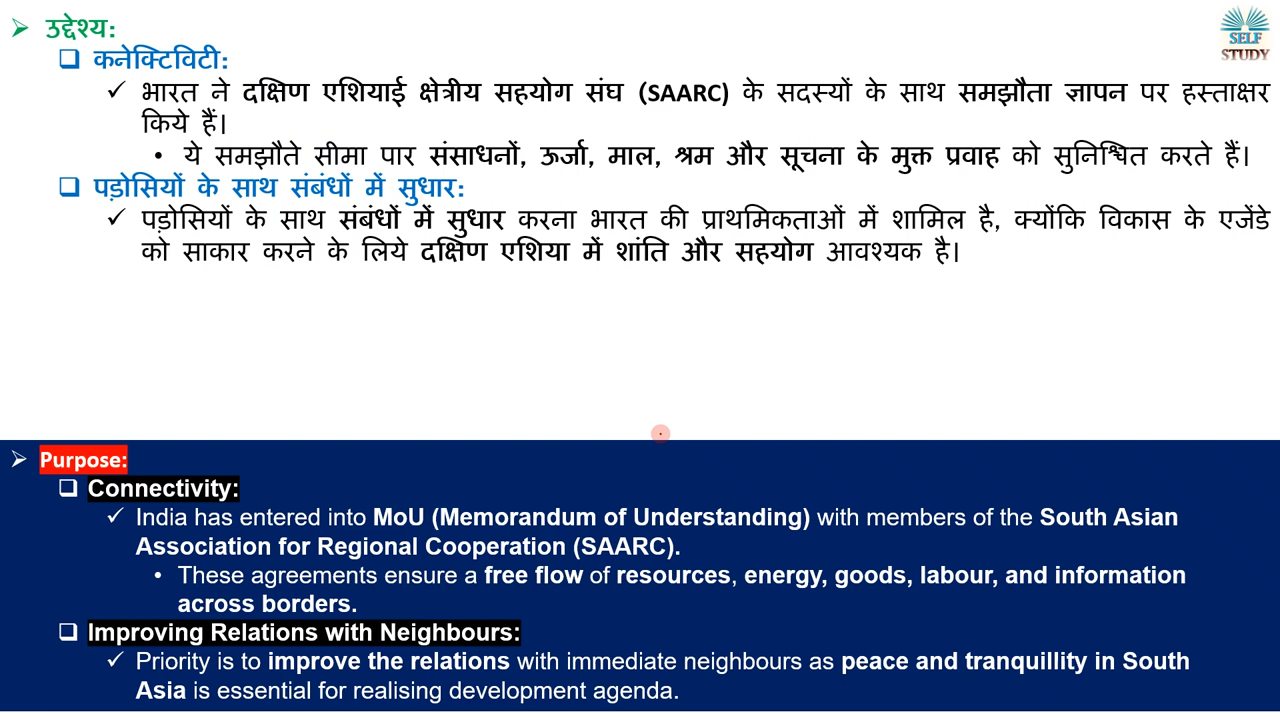 ➢ उद्देश्य:
❑ कनेक्टिविटी:
✓ भारत ने दक्षिण एशियाई क्षेत्रीय सहयोग संघ (SAARC) के सदस्यों के साथ समझौता ज्ञापन पर हस्ताक्षर
किये हैं।
• ये समझौते सीमा पार संसाधनों, ऊर्जा, माल, श्रम और सूचना के मुक्त प्रवाह को सुनिश्चित करते हैं।
❑ पड़ोसियों के साथ संबंधों में सुधार:
✓ पड़ोसियों के साथ संबंधों में सुधार करना भारत की प्राथमिकताओं में शामिल है, क्योंकि विकास के एजेंडे
को साकार करने के लिये दक्षिण एशिया में शांति और सहयोग आवश्यक है।
SELF
STUDY
➢ Purpose:
❑ Connectivity:
✓ India has entered into MoU (Memorandum of Understanding) with members of the South Asian
Association for Regional Cooperation (SAARC).
• These agreements ensure a free flow of resources, energy, goods, labour, and information
across borders.
❑ Improving Relations with Neighbours:
✓ Priority is to improve the relations with immediate neighbours as peace and tranquillity in South
Asia is essential for realising development agenda.